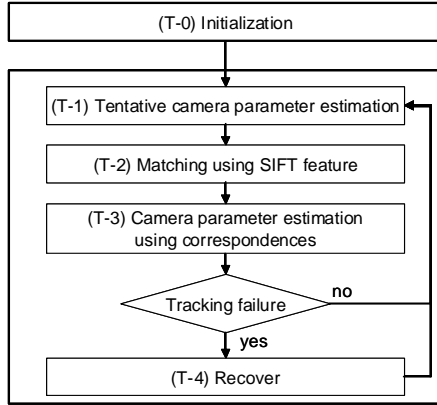 (T-0) Initialization
(T-1) Tentative camera parameter estimation
(T-2) Matching using SIFT feature
(T-3) Camera parameter estimation
using correspondences
Tracking failure
no
yes
(T-4) Recover